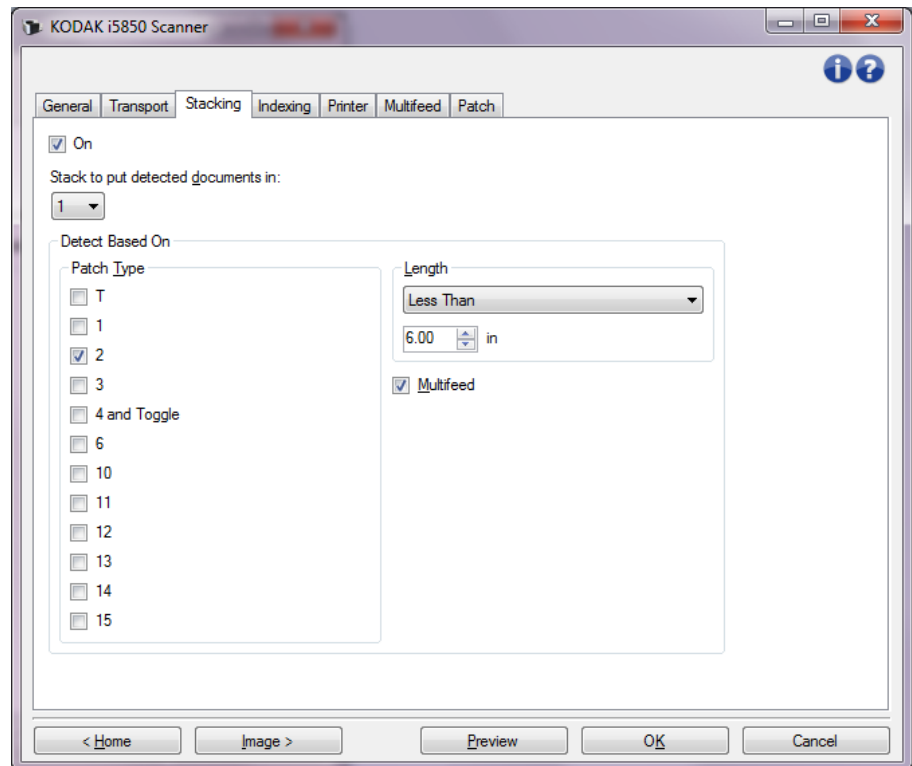 KODAK i5850 Scanner
General Transport Stacking Indexing Printer Multifeed Patch
On
Stack to put detected documents in:
1
Detect Based On
Patch Type
T
1
2
3
4 and Toggle
6
10
11
12
13
14
15
Length
Less Than
6.00 in
Multifeed
< Home Image > Preview OK Cancel